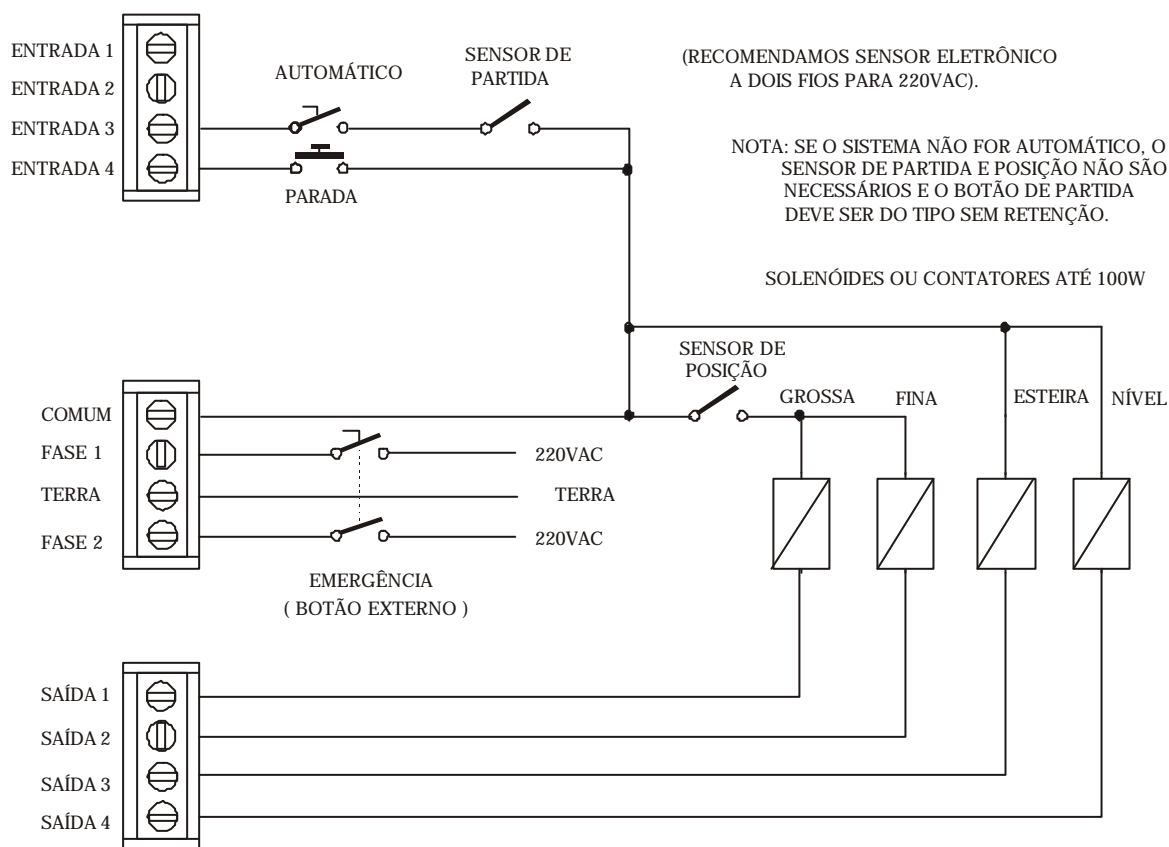 ENTRADA 1
ENTRADA 2
ENTRADA 3
ENTRADA 4
AUTOMÁTICO
SENSOR DE
PARTIDA
PARADA
(RECOMENDAMOS SENSOR ELETRÔNICO
A DOIS FIOS PARA 220VAC).
NOTA: SE O SISTEMA NÃO FOR AUTOMÁTICO, O
SENSOR DE PARTIDA E POSIÇÃO NÃO SÃO
NECESSÁRIOS E O BOTÃO DE PARTIDA
DEVE SER DO TIPO SEM RETENÇÃO.
SOLENÓIDES OU CONTATORES ATÉ 100W
SENSOR DE
POSIÇÃO
GROSSA
FINA
ESTEIRA
NÍVEL
COMUM
FASE 1
220VAC
TERRA
TERRA
FASE 2
220VAC
EMERGÊNCIA
( BOTÃO EXTERNO )
SAÍDA 1
SAÍDA 2
SAÍDA 3
SAÍDA 4